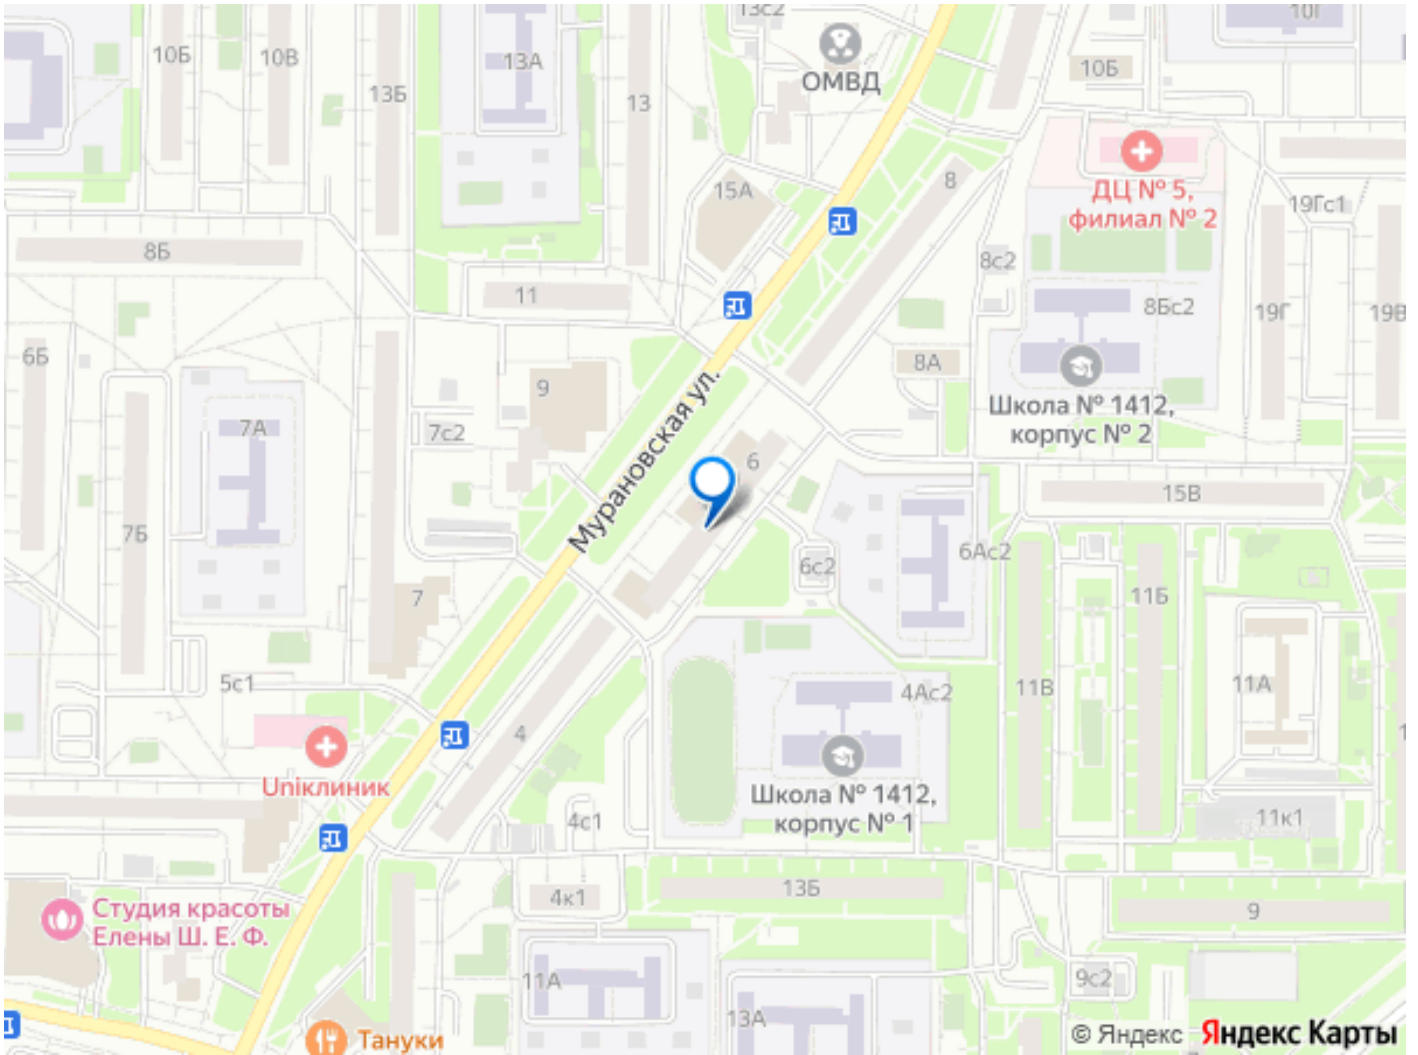 13с2
10Г
10Б
10В
13А
ОМВД
10Б
13Б
13
15А
8
ДЦ № 5,
филиал № 2
19Гс1
8Б
8с2
11
8Бс2
19Г
19В
6Б
8А
9
Мурановская ул.
7А
7с2
Школа № 1412,
корпус № 2
6
15В
7Б
6с2
6Ас2
7
11Б
5с1
4Ас2
11В
11А
4
Uniклиник
Школа № 1412,
корпус № 1
4с1
11к1
13Б
4к1
9
Студия красоты
Елены Ш. Е. Ф.
11А
9с2
13А
Тануки
© Яндекс Яндекс Карты